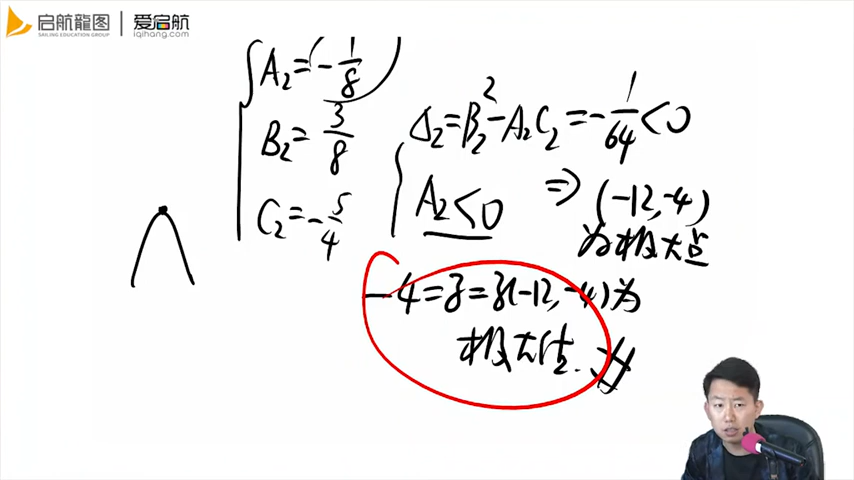 启航龍图 | 爱启航
SAILING EDUCATION GROUP iqihang.com
A₂=(-1/8
B₂= 3/8
C₂=-5/4
Δ₂=B₂²-A₂C₂=-1/64<0
A₂<0
⇒ (-12,-4)
为极大点
-4=z=z(-12,-4)为
极大值.